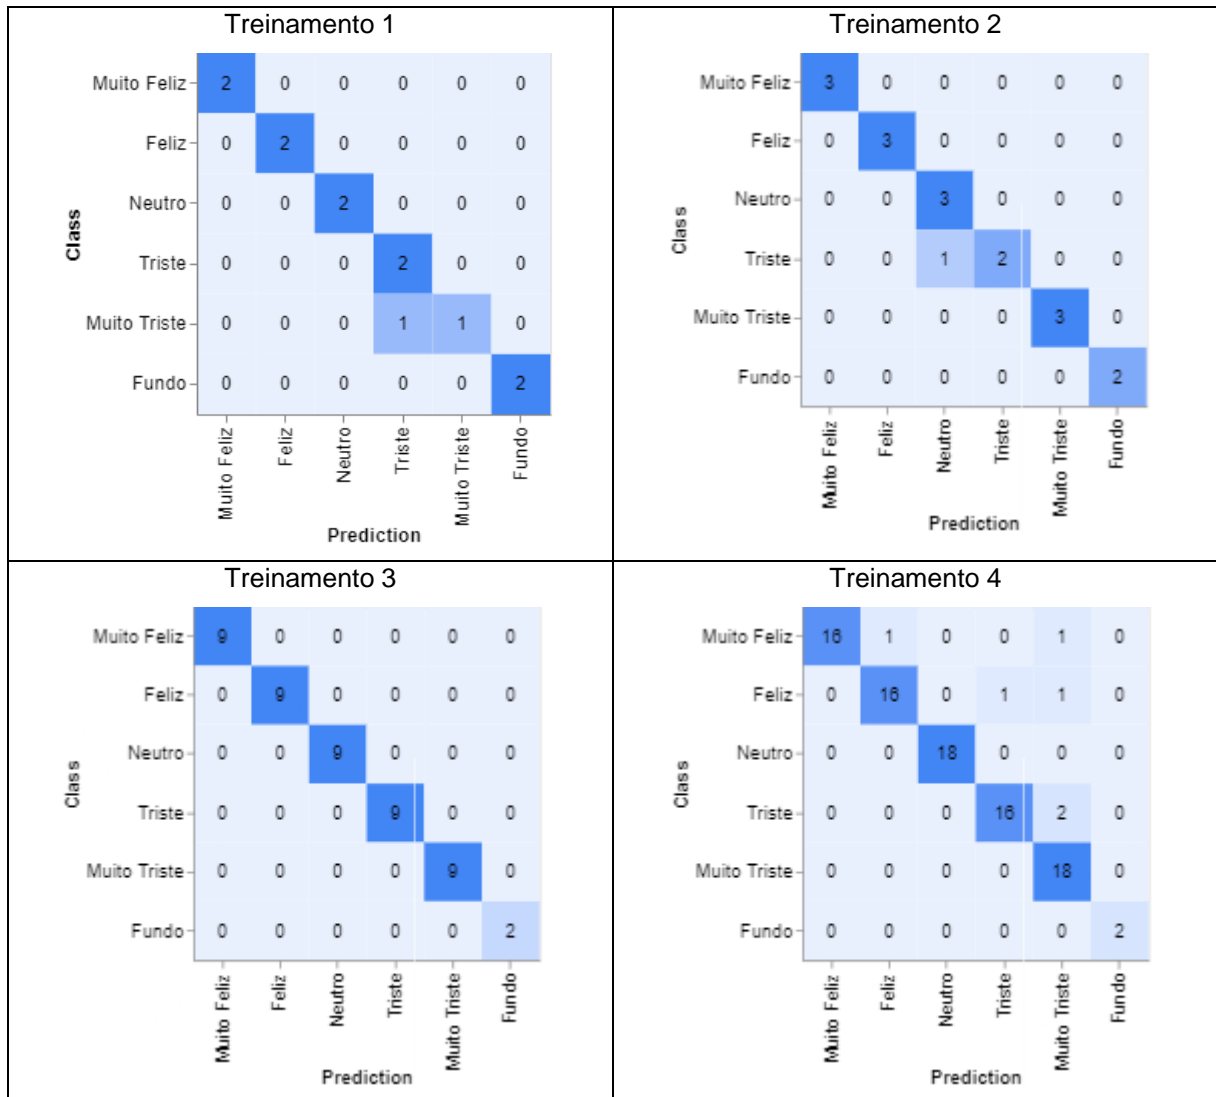 Treinamento 1
Muito Feliz 2 0 0 0 0 0
Feliz 0 2 0 0 0 0
Neutro 0 0 2 0 0 0
Triste 0 0 0 2 0 0
Muito Triste 0 0 0 1 1 0
Fundo 0 0 0 0 0 2
Class
Muito Feliz
Feliz
Neutro
Triste
Muito Triste
Fundo
Prediction
Treinamento 2
Muito Feliz 3 0 0 0 0 0
Feliz 0 3 0 0 0 0
Neutro 0 0 3 0 0 0
Triste 0 0 1 2 0 0
Muito Triste 0 0 0 0 3 0
Fundo 0 0 0 0 0 2
Class
Muito Feliz
Feliz
Neutro
Triste
Muito Triste
Fundo
Prediction
Treinamento 3
Muito Feliz 9 0 0 0 0 0
Feliz 0 9 0 0 0 0
Neutro 0 0 9 0 0 0
Triste 0 0 0 9 0 0
Muito Triste 0 0 0 0 9 0
Fundo 0 0 0 0 0 2
Class
Muito Feliz
Feliz
Neutro
Triste
Muito Triste
Fundo
Prediction
Treinamento 4
Muito Feliz 16 1 0 0 1 0
Feliz 0 16 0 1 1 0
Neutro 0 0 18 0 0 0
Triste 0 0 0 16 2 0
Muito Triste 0 0 0 0 18 0
Fundo 0 0 0 0 0 2
Class
Muito Feliz
Feliz
Neutro
Triste
Muito Triste
Fundo
Prediction